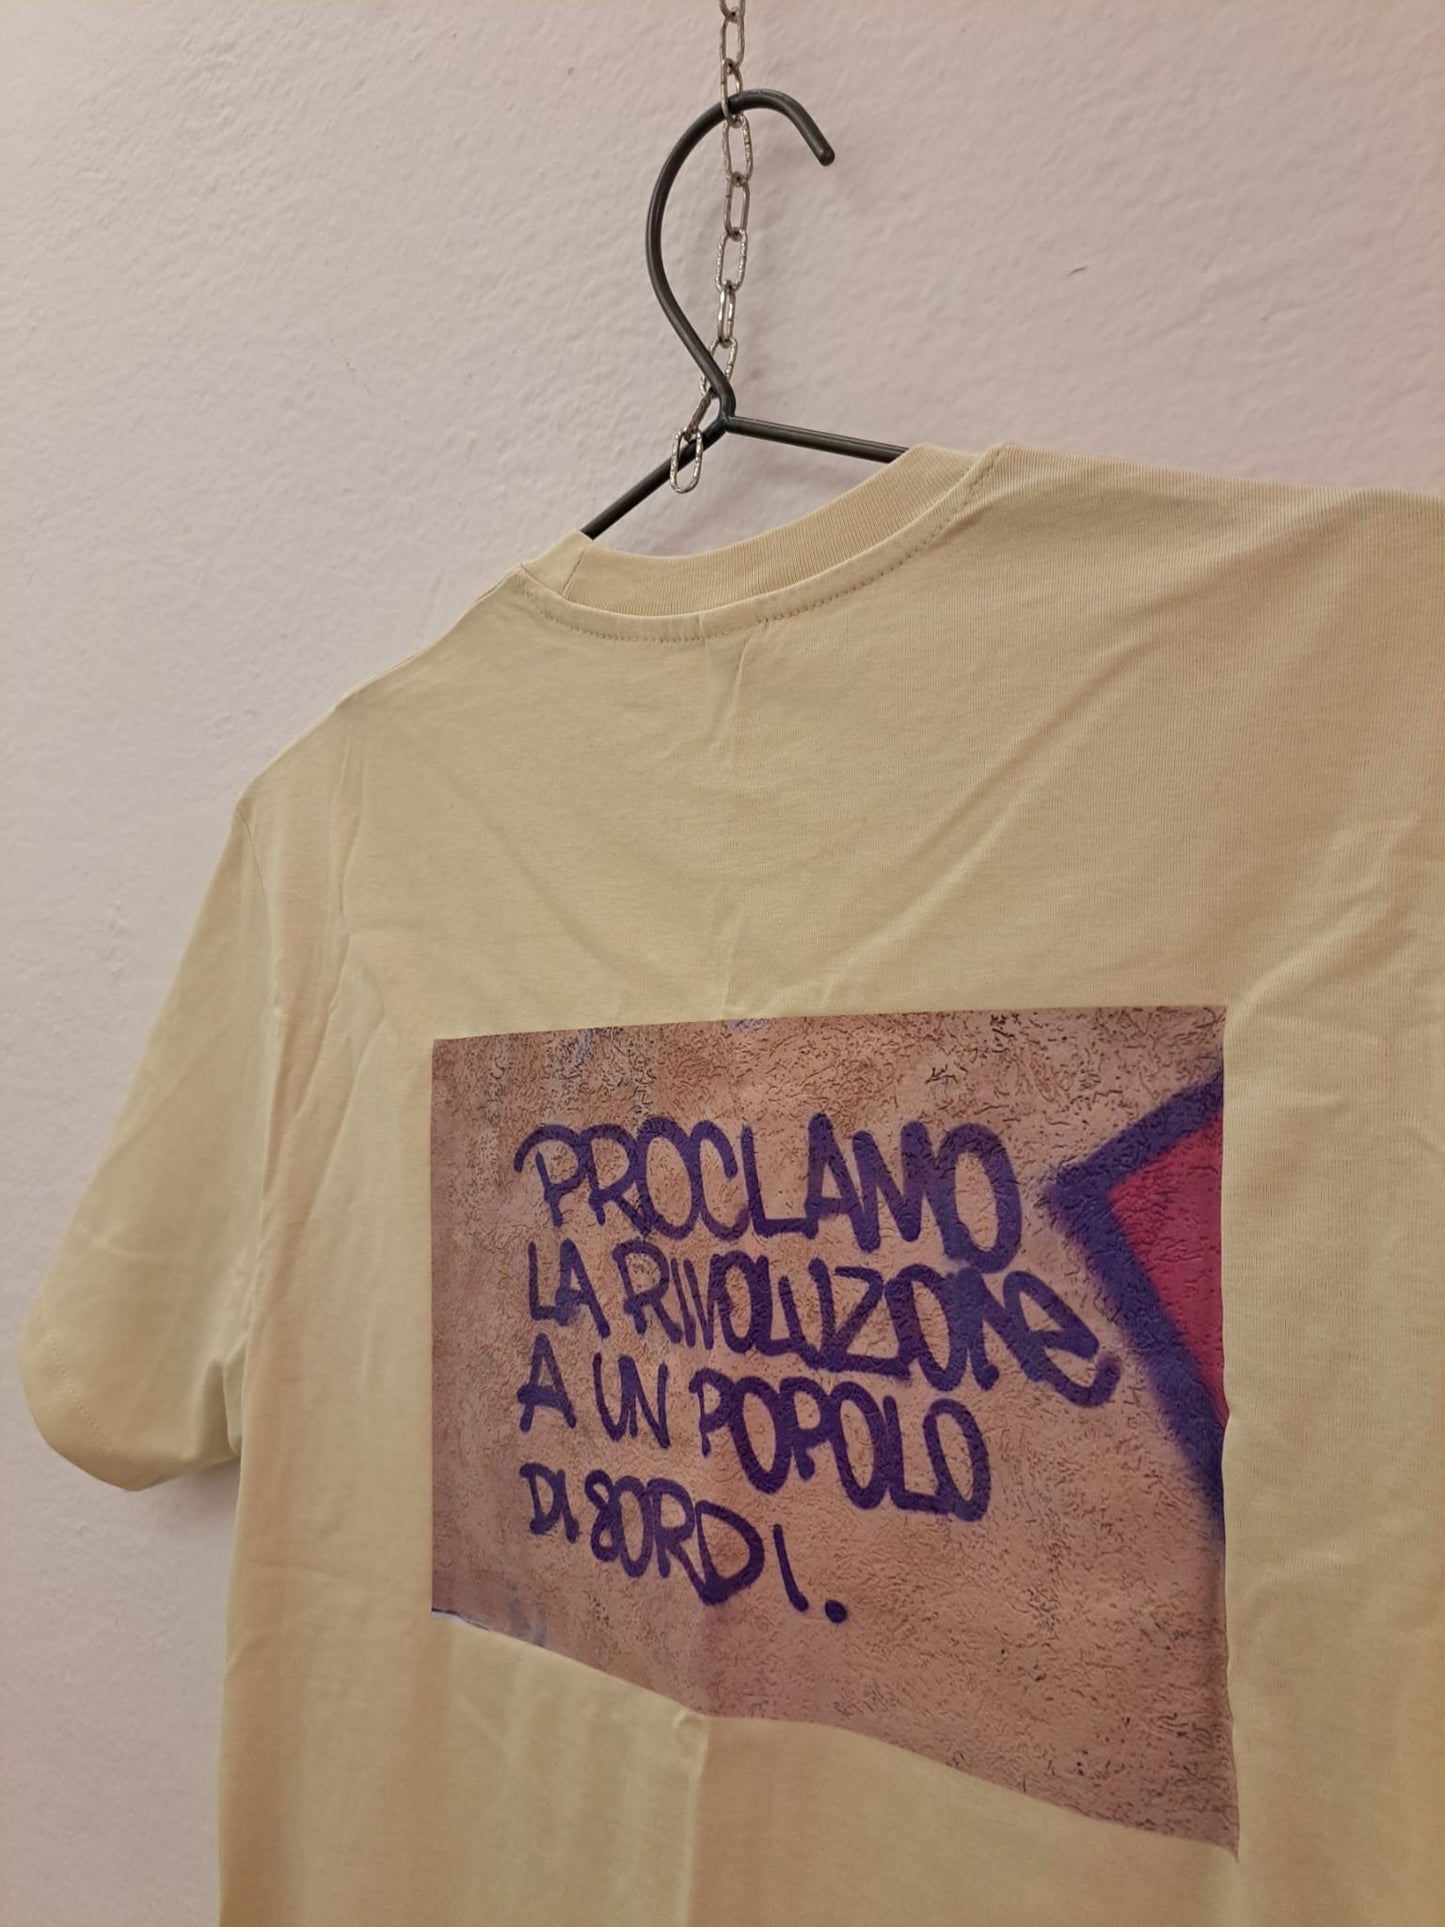 PROCLAMO
LA RIVOLUZIONE
A UN POPOLO
DI SORDI.